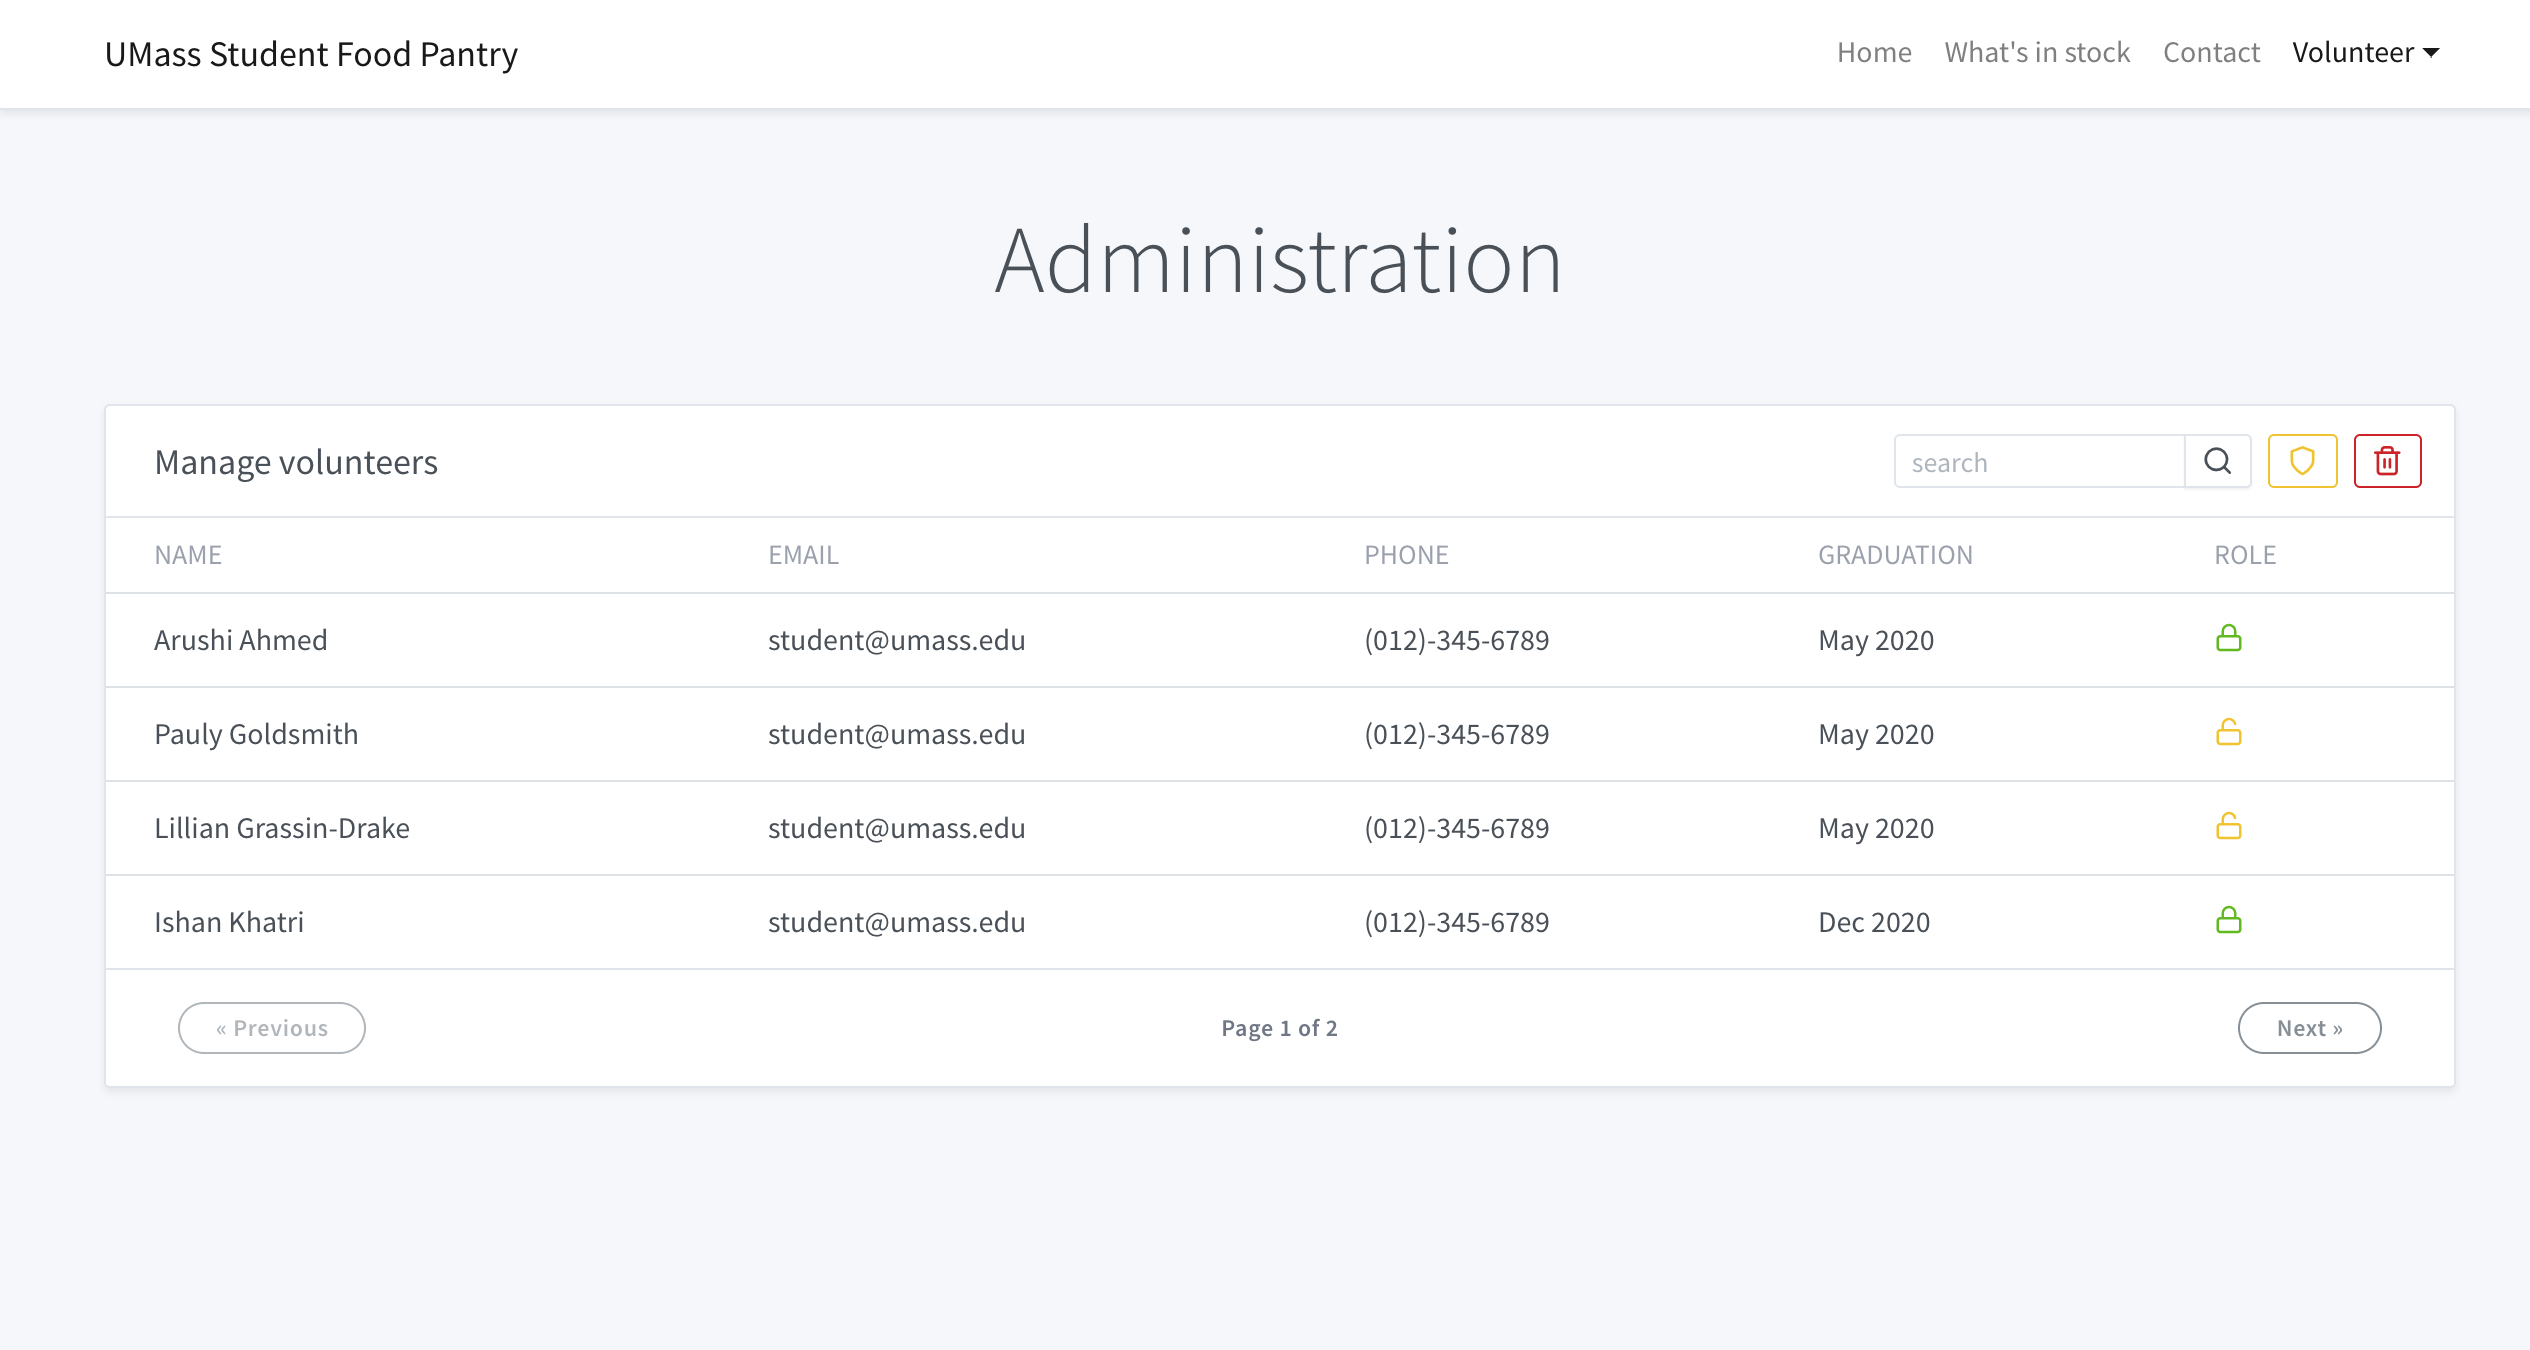 UMass Student Food Pantry Home What's in stock Contact Volunteer
Administration
Manage volunteers search
NAME EMAIL PHONE GRADUATION ROLE
Arushi Ahmed student@umass.edu (012)-345-6789 May 2020
Pauly Goldsmith student@umass.edu (012)-345-6789 May 2020
Lillian Grassin-Drake student@umass.edu (012)-345-6789 May 2020
Ishan Khatri student@umass.edu (012)-345-6789 Dec 2020
« Previous Page 1 of 2 Next »